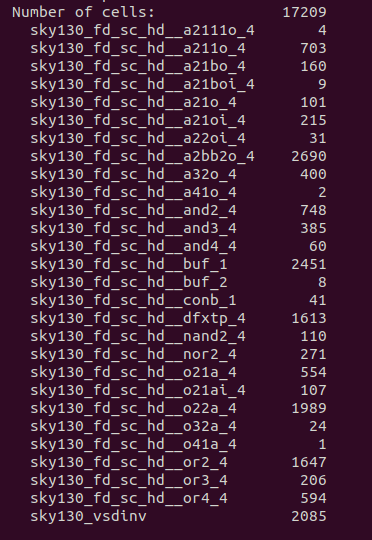 Number of cells: 17209
sky130_fd_sc_hd__a2111o_4 4
sky130_fd_sc_hd__a211o_4 703
sky130_fd_sc_hd__a21bo_4 160
sky130_fd_sc_hd__a21boi_4 9
sky130_fd_sc_hd__a21o_4 101
sky130_fd_sc_hd__a21oi_4 215
sky130_fd_sc_hd__a22oi_4 31
sky130_fd_sc_hd__a2bb2o_4 2690
sky130_fd_sc_hd__a32o_4 400
sky130_fd_sc_hd__a41o_4 2
sky130_fd_sc_hd__and2_4 748
sky130_fd_sc_hd__and3_4 385
sky130_fd_sc_hd__and4_4 60
sky130_fd_sc_hd__buf_1 2451
sky130_fd_sc_hd__buf_2 8
sky130_fd_sc_hd__conb_1 41
sky130_fd_sc_hd__dfxtp_4 1613
sky130_fd_sc_hd__nand2_4 110
sky130_fd_sc_hd__nor2_4 271
sky130_fd_sc_hd__o21a_4 554
sky130_fd_sc_hd__o21ai_4 107
sky130_fd_sc_hd__o22a_4 1989
sky130_fd_sc_hd__o32a_4 24
sky130_fd_sc_hd__o41a_4 1
sky130_fd_sc_hd__or2_4 1647
sky130_fd_sc_hd__or3_4 206
sky130_fd_sc_hd__or4_4 594
sky130_vsdinv 2085